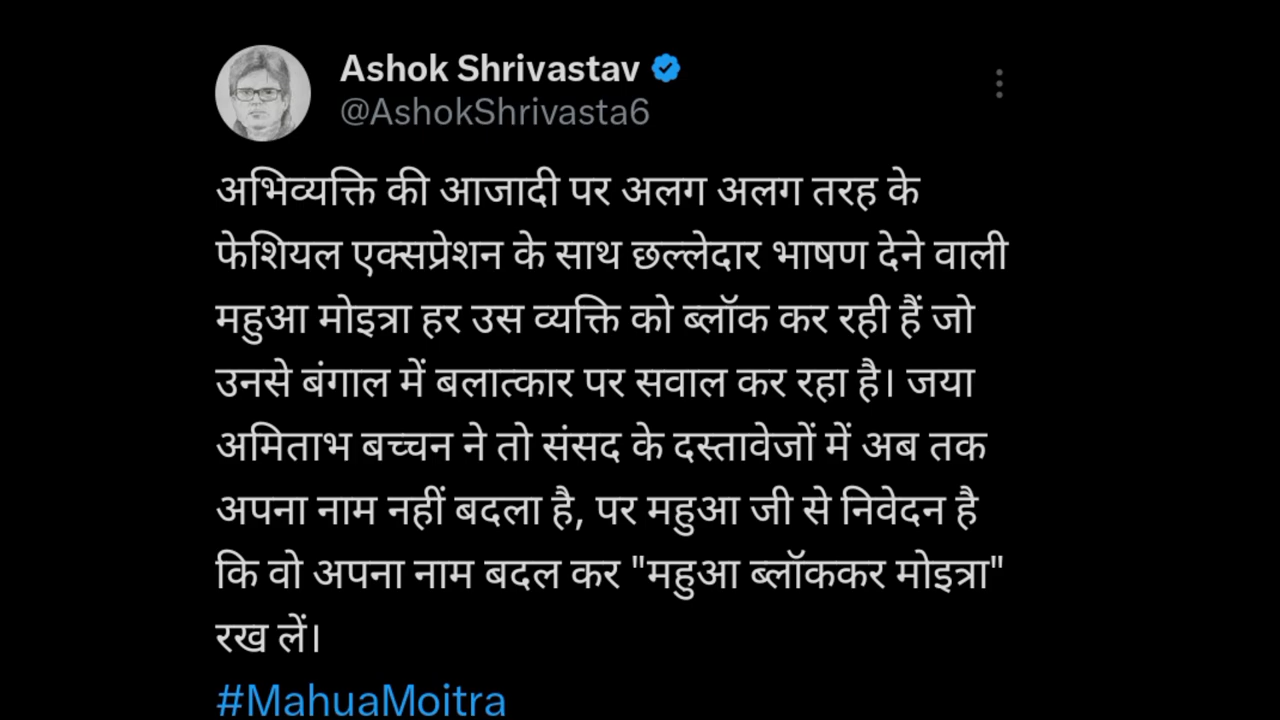 Ashok Shrivastav
@AshokShrivasta6
अभिव्यक्ति की आजादी पर अलग अलग तरह के
फेशियल एक्सप्रेशन के साथ छल्लेदार भाषण देने वाली
महुआ मोइत्रा हर उस व्यक्ति को ब्लॉक कर रही हैं जो
उनसे बंगाल में बलात्कार पर सवाल कर रहा है। जया
अमिताभ बच्चन ने तो संसद के दस्तावेजों में अब तक
अपना नाम नहीं बदला है, पर महुआ जी से निवेदन है
कि वो अपना नाम बदल कर "महुआ ब्लॉककर मोइत्रा"
रख लें।
#MahuaMoitra